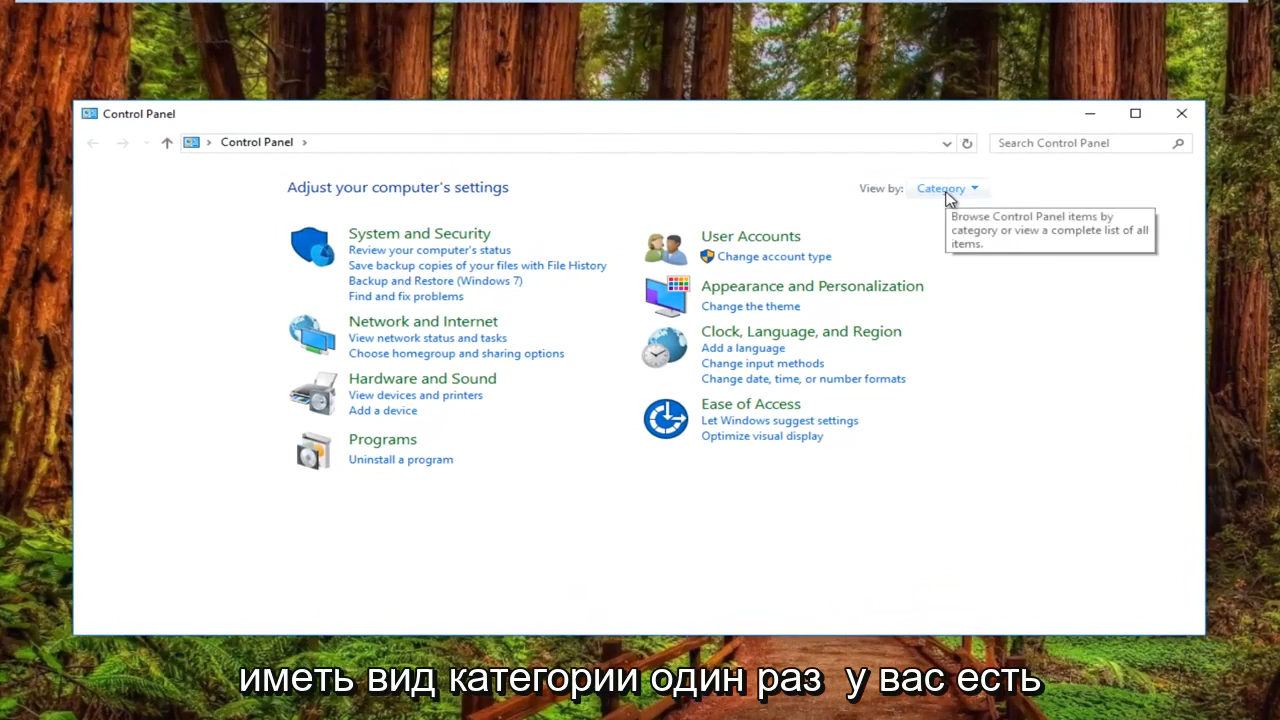 Control Panel
Control Panel
Search Control Panel
Adjust your computer's settings
View by: Category
Browse Control Panel items by
category or view a complete list of all
items.
System and Security
Review your computer's status
Save backup copies of your files with File History
Backup and Restore (Windows 7)
Find and fix problems
Network and Internet
View network status and tasks
Choose homegroup and sharing options
Hardware and Sound
View devices and printers
Add a device
Programs
Uninstall a program
User Accounts
Change account type
Appearance and Personalization
Change the theme
Clock, Language, and Region
Add a language
Change input methods
Change date, time, or number formats
Ease of Access
Let Windows suggest settings
Optimize visual display
иметь вид категории один раз у вас есть